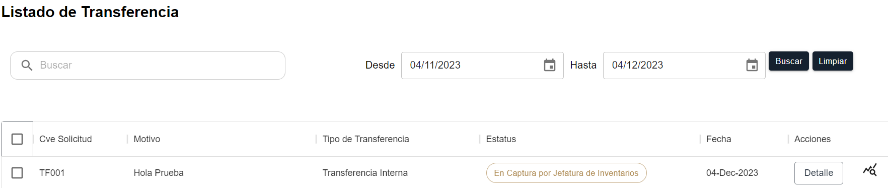 Listado de Transferencia
Buscar Desde 04/11/2023 Hasta 04/12/2023 Buscar Limpiar
Cve Solicitud Motivo Tipo de Transferencia Estatus Fecha Acciones
TF001 Hola Prueba Transferencia Interna En Captura por Jefatura de Inventarios 04-Dec-2023 Detalle